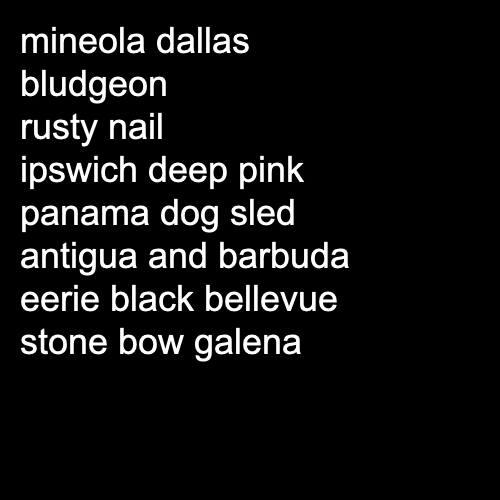 mineola dallas
bludgeon
rusty nail
ipswich deep pink
panama dog sled
antigua and barbuda
eerie black bellevue
stone bow galena